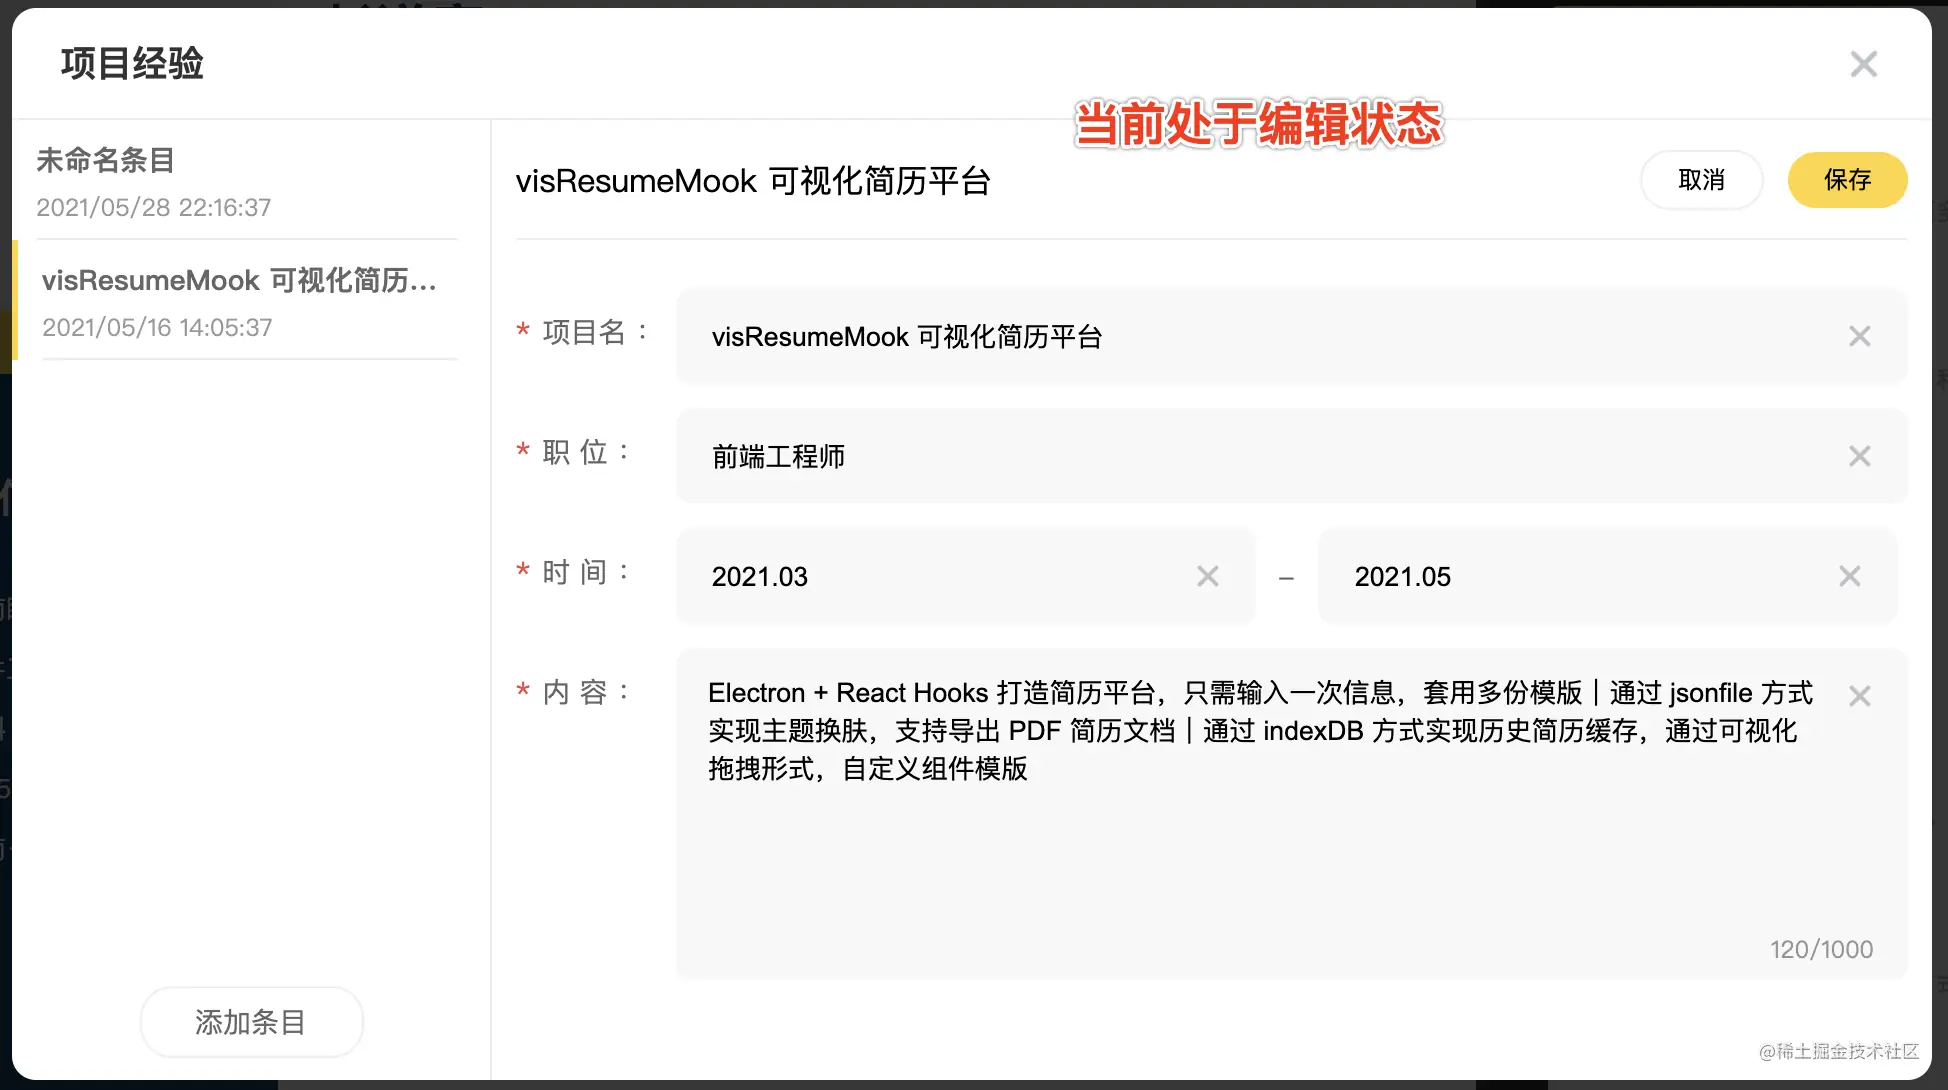 项目经验
当前处于编辑状态
未命名条目
2021/05/28 22:16:37
visResumeMook 可视化简历...
2021/05/16 14:05:37
添加条目
visResumeMook 可视化简历平台
取消
保存
* 项目名：
visResumeMook 可视化简历平台
* 职 位：
前端工程师
* 时 间：
2021.03
–
2021.05
* 内 容：
Electron + React Hooks 打造简历平台，只需输入一次信息，套用多份模版｜通过 jsonfile 方式
实现主题换肤，支持导出 PDF 简历文档｜通过 indexDB 方式实现历史简历缓存，通过可视化
拖拽形式，自定义组件模版
120/1000
@稀土掘金技术社区